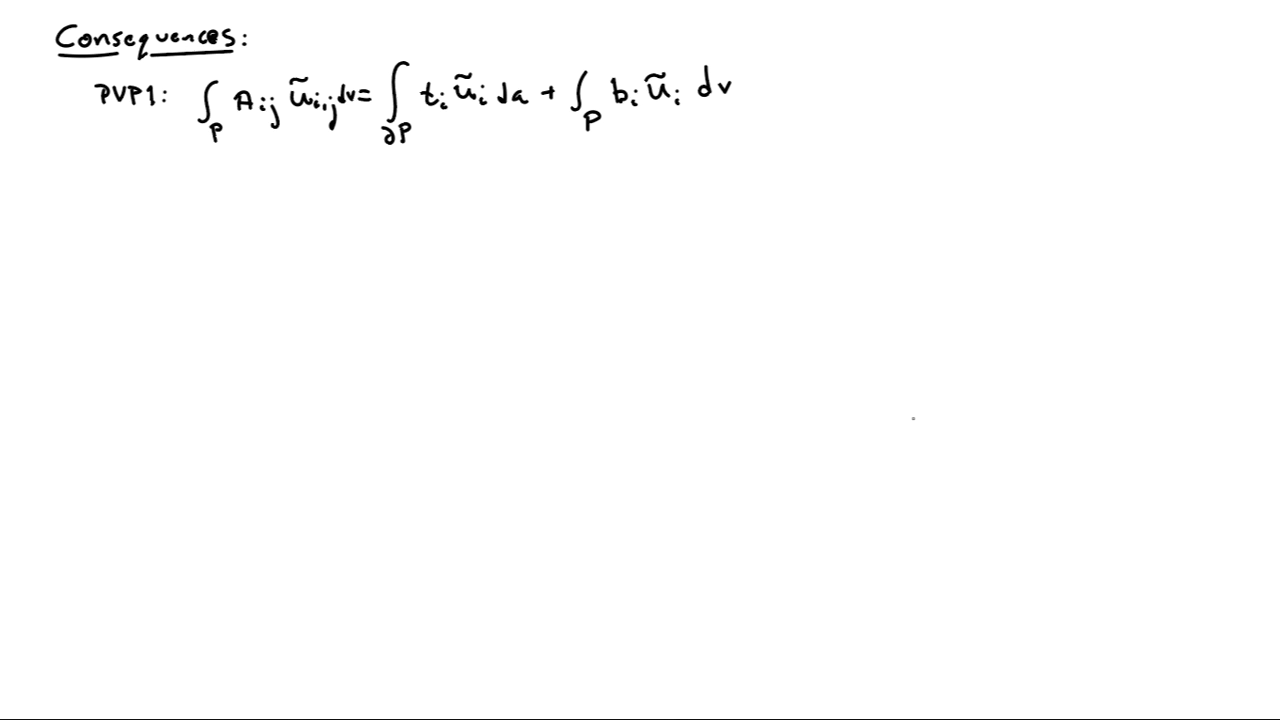 Consequences:
PVP1: ∫_P A_ij ũ_i,j dv = ∫_∂P t_i ũ_i da + ∫_P b_i ũ_i dv